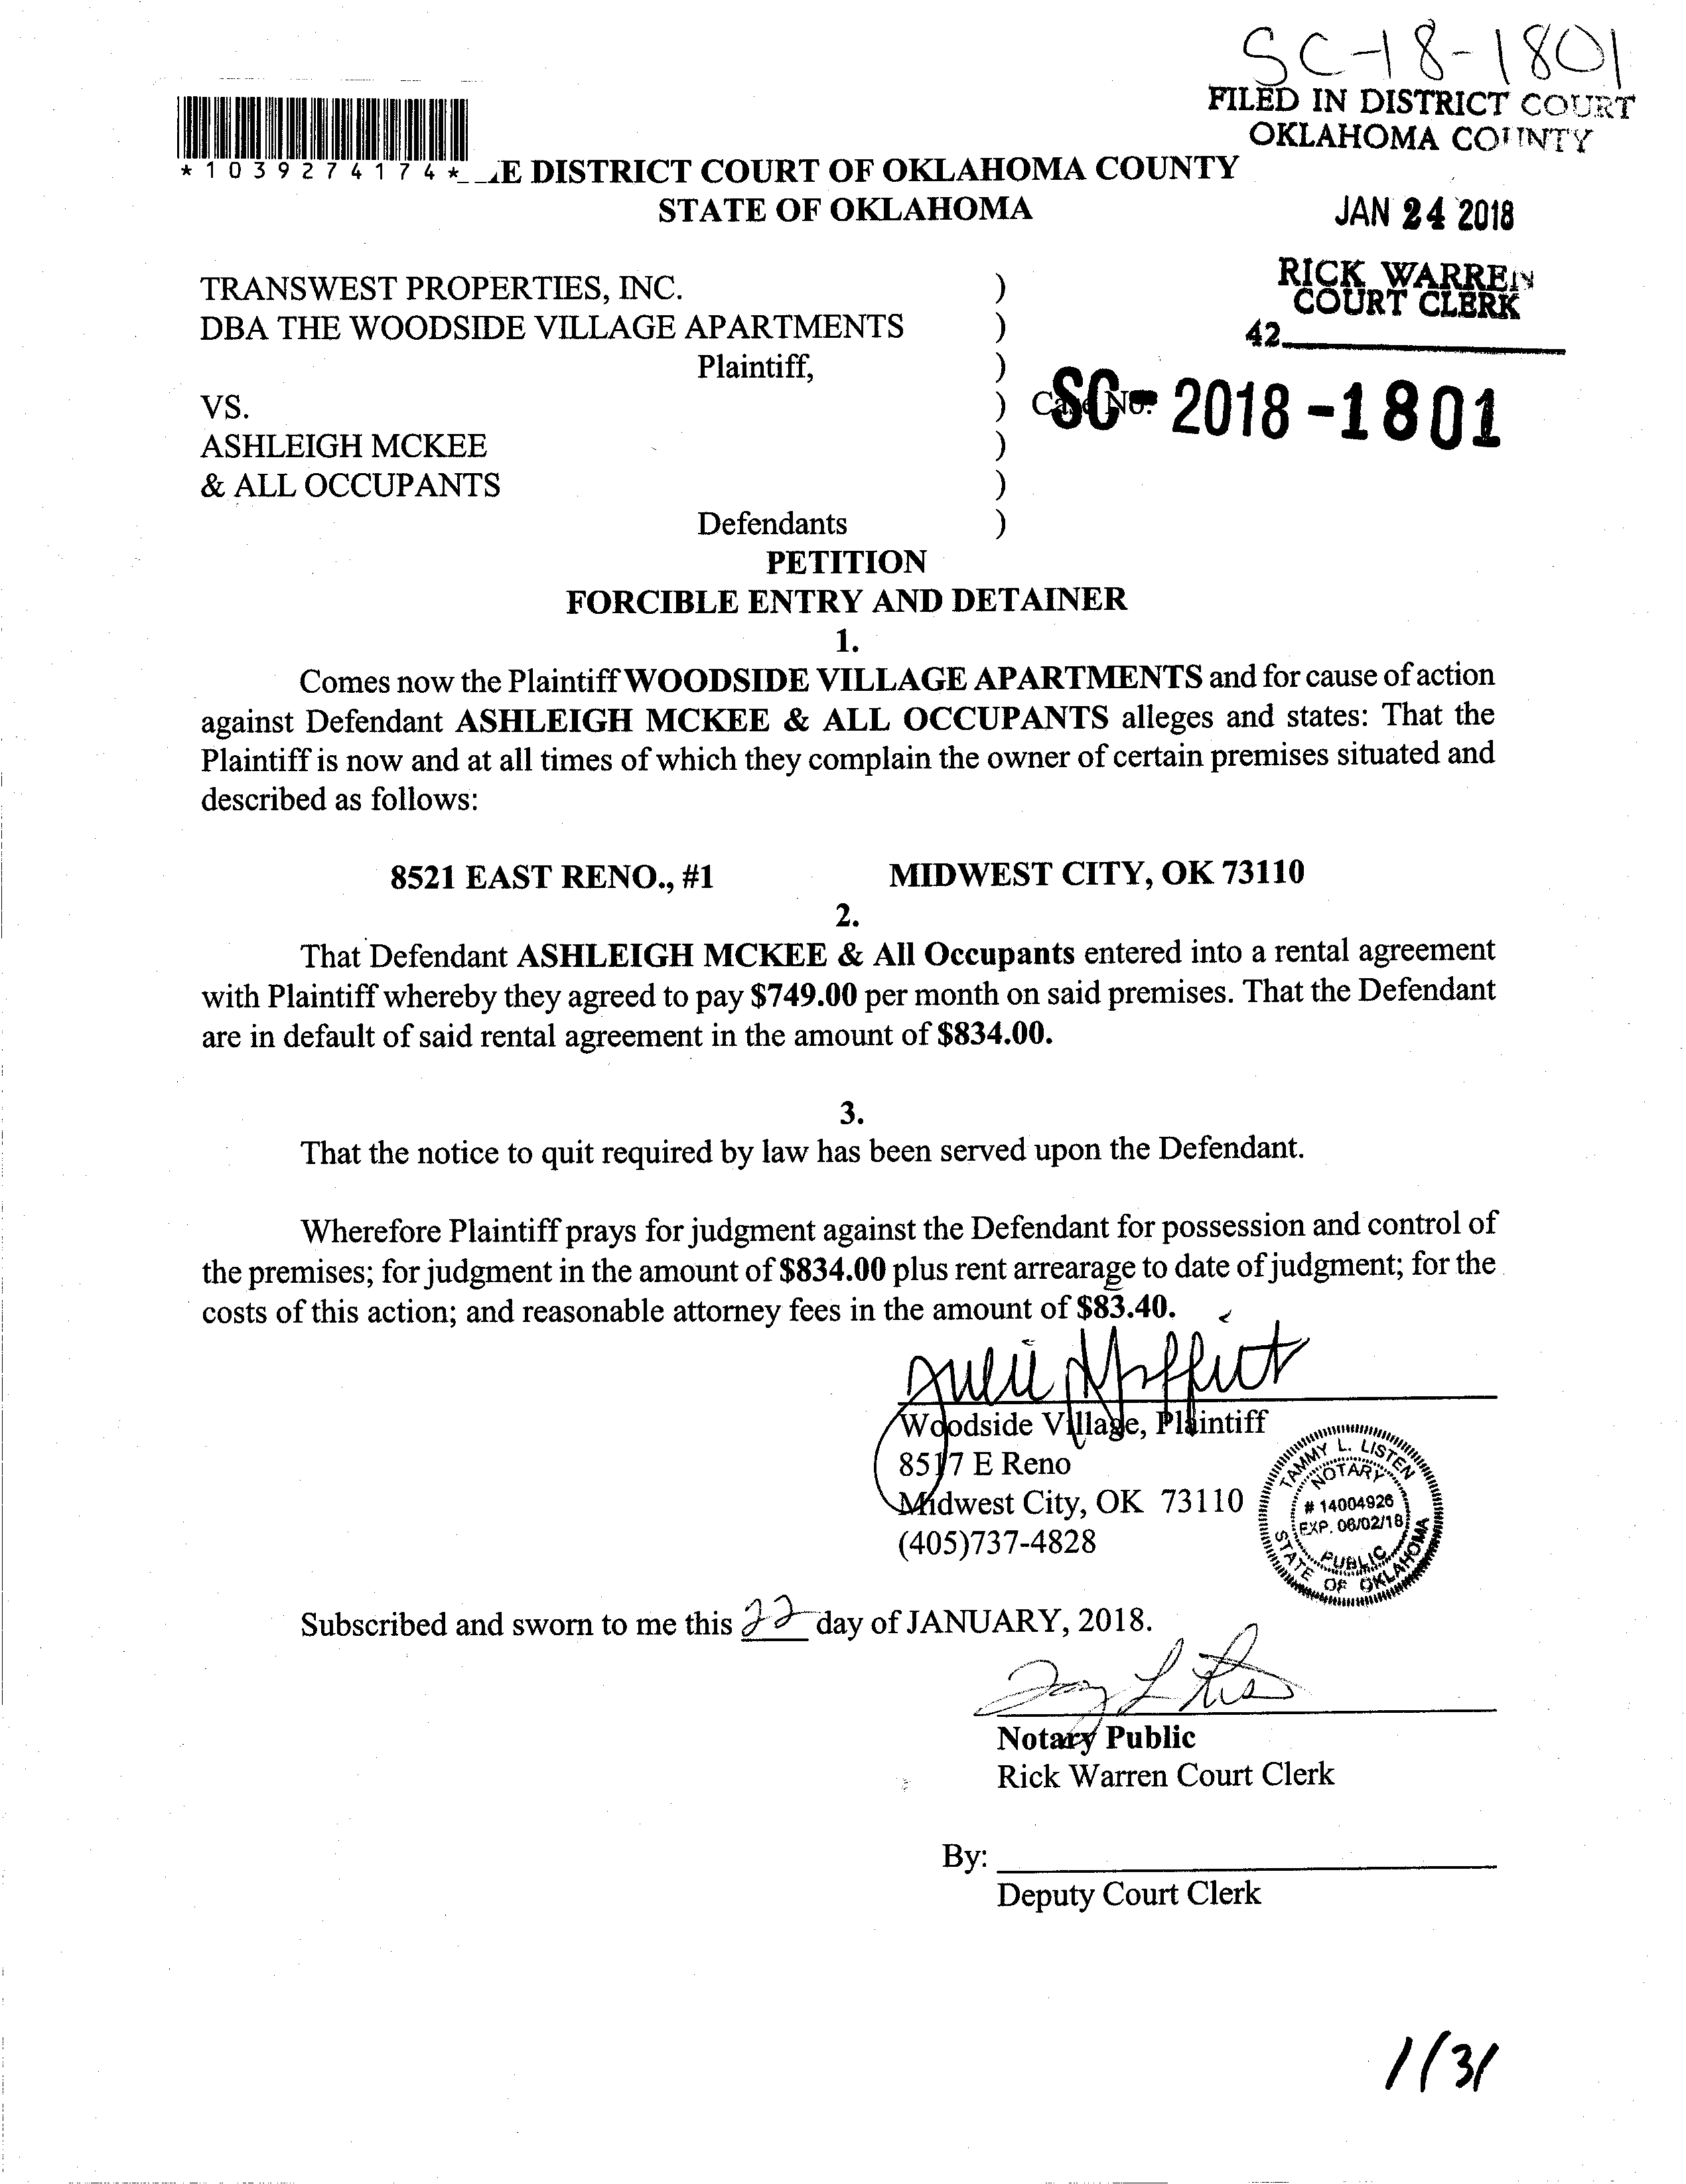 SC-18-1801
FILED IN DISTRICT COURT
OKLAHOMA COUNTY
*1039274174*
E DISTRICT COURT OF OKLAHOMA COUNTY
STATE OF OKLAHOMA
JAN 24 2018
TRANSWEST PROPERTIES, INC. )
DBA THE WOODSIDE VILLAGE APARTMENTS )
Plaintiff, )
RICK WARREN
COURT CLERK
42
VS. ) Case No. SC-2018-1801
ASHLEIGH MCKEE )
& ALL OCCUPANTS )
Defendants )
PETITION
FORCIBLE ENTRY AND DETAINER
1.
Comes now the Plaintiff WOODSIDE VILLAGE APARTMENTS and for cause of action
against Defendant ASHLEIGH MCKEE & ALL OCCUPANTS alleges and states: That the
Plaintiff is now and at all times of which they complain the owner of certain premises situated and
described as follows:
8521 EAST RENO., #1 MIDWEST CITY, OK 73110
2.
That Defendant ASHLEIGH MCKEE & All Occupants entered into a rental agreement
with Plaintiff whereby they agreed to pay $749.00 per month on said premises. That the Defendant
are in default of said rental agreement in the amount of $834.00.
3.
That the notice to quit required by law has been served upon the Defendant.
Wherefore Plaintiff prays for judgment against the Defendant for possession and control of
the premises; for judgment in the amount of $834.00 plus rent arrearage to date of judgment; for the
costs of this action; and reasonable attorney fees in the amount of $83.40.
Julie Moffitt
Woodside Village, Plaintiff
8517 E Reno
Midwest City, OK 73110
(405)737-4828
TAMMY L. LISTEN
NOTARY
# 14004926
EXP. 06/02/18
PUBLIC
STATE OF OKLAHOMA
Subscribed and sworn to me this 22 day of JANUARY, 2018.
Notary Public
Rick Warren Court Clerk
By:
Deputy Court Clerk
1/31